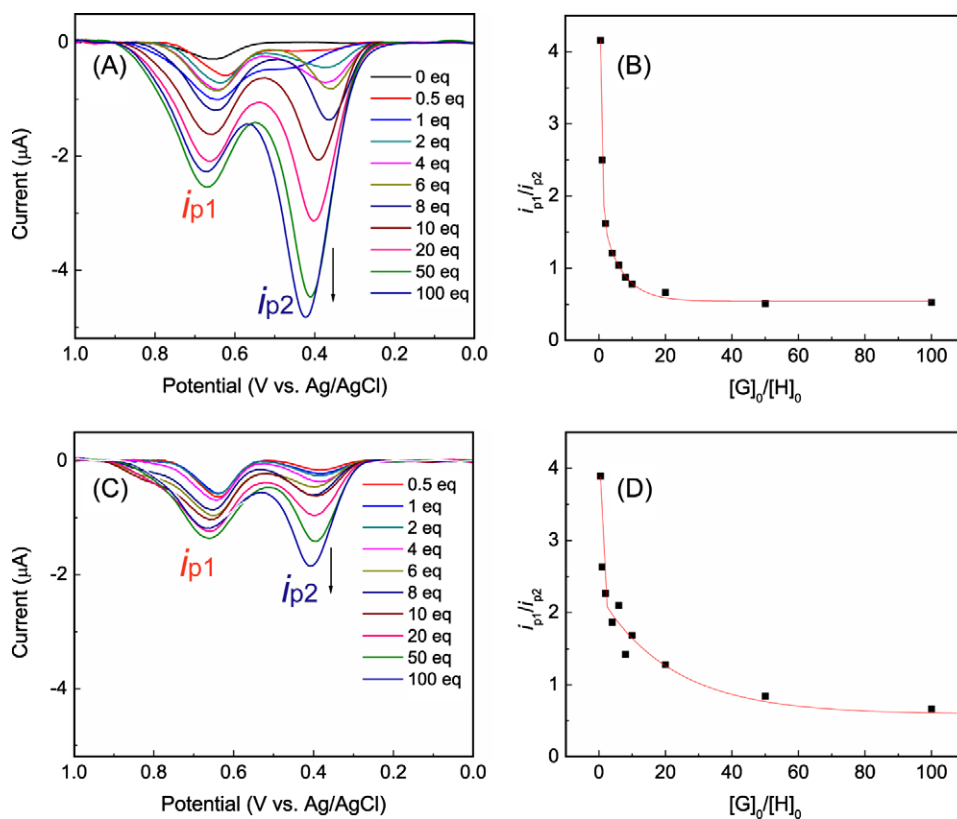 (A)
0
-2
-4
Current (μA)
1.0 0.8 0.6 0.4 0.2 0.0
Potential (V vs. Ag/AgCl)
ip1
ip2
0 eq
0.5 eq
1 eq
2 eq
4 eq
6 eq
8 eq
10 eq
20 eq
50 eq
100 eq
(B)
4
3
2
1
0
ip1/ip2
0 20 40 60 80 100
[G]0/[H]0
(C)
0
-2
-4
Current (μA)
1.0 0.8 0.6 0.4 0.2 0.0
Potential (V vs. Ag/AgCl)
ip1
ip2
0.5 eq
1 eq
2 eq
4 eq
6 eq
8 eq
10 eq
20 eq
50 eq
100 eq
(D)
4
3
2
1
0
ip1/ip2
0 20 40 60 80 100
[G]0/[H]0